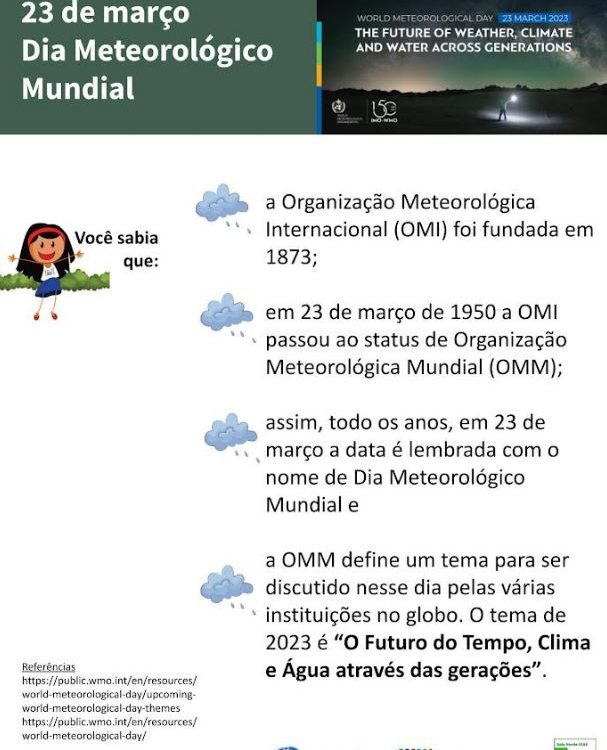 23 de março
Dia Meteorológico
Mundial
WORLD METEOROLOGICAL DAY 23 MARCH 2023
THE FUTURE OF WEATHER, CLIMATE
AND WATER ACROSS GENERATIONS
150
IMO-WMO
Você sabia
que:
a Organização Meteorológica
Internacional (OMI) foi fundada em
1873;
em 23 de março de 1950 a OMI
passou ao status de Organização
Meteorológica Mundial (OMM);
assim, todo os anos, em 23 de
março a data é lembrada com o
nome de Dia Meteorológico
Mundial e
a OMM define um tema para ser
discutido nesse dia pelas várias
instituições no globo. O tema de
2023 é “O Futuro do Tempo, Clima
e Água através das gerações”.
Referências
https://public.wmo.int/en/resources/
world-meteorological-day/upcoming-
world-meteorological-day-themes
https://public.wmo.int/en/resources/
world-meteorological-day/